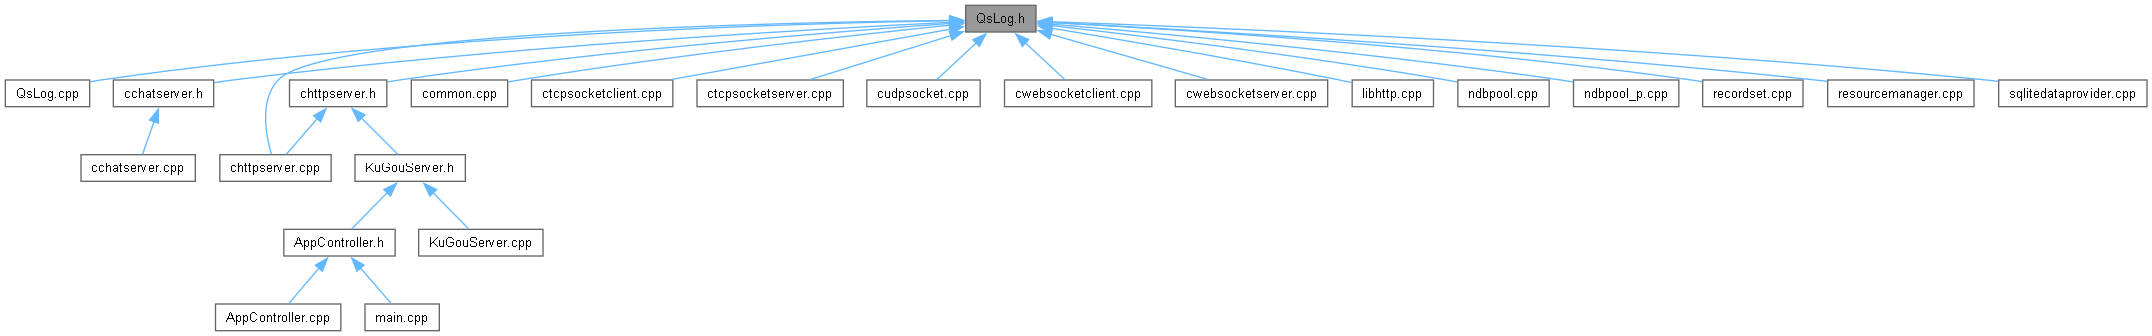 QsLog.h
QsLog.cpp
cchatserver.h
chttpserver.h
common.cpp
ctcpsocketclient.cpp
ctcpsocketserver.cpp
cudpsocket.cpp
cwebsocketclient.cpp
cwebsocketserver.cpp
libhttp.cpp
ndbpool.cpp
ndbpool_p.cpp
recordset.cpp
resourcemanager.cpp
sqlitedataprovider.cpp
cchatserver.cpp
chttpserver.cpp
KuGouServer.h
AppController.h
KuGouServer.cpp
AppController.cpp
main.cpp